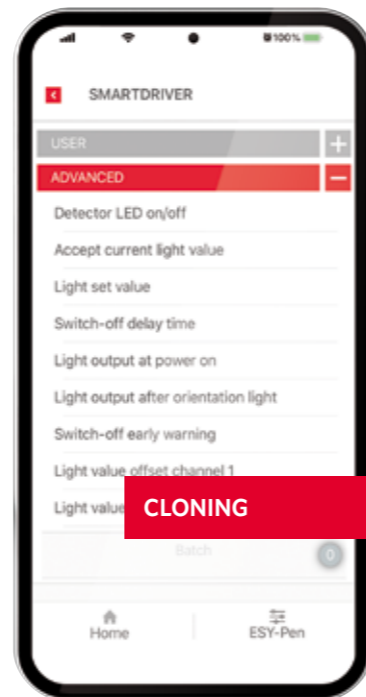 100%
SMARTDRIVER
USER
ADVANCED
Detector LED on/off
Accept current light value
Light set value
Switch-off delay time
Light output at power on
Light output after orientation light
Switch-off early warning
Light value offset channel 1
Light value
CLONING
Batch
0
Home
ESY-Pen